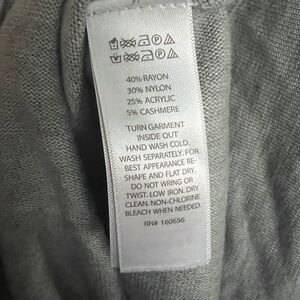 40% RAYON
30% NYLON
25% ACRYLIC
5% CASHMERE
TURN GARMENT
INSIDE OUT
HAND WASH COLD.
WASH SEPARATELY, FOR
BEST APPEARANCE RE-
SHAPE AND FLAT DRY.
DO NOT WRING OR
TWIST. LOW IRON. DRY
CLEAN. NON-CHLORINE
BLEACH WHEN NEEDED.
RN# 160656